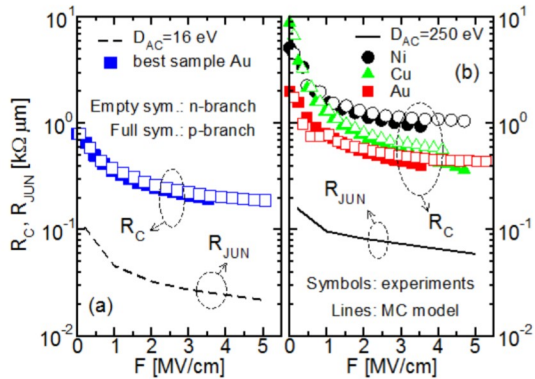 10¹
10⁰
10⁻¹
10⁻²
R_C, R_JUN [kΩ μm]
D_AC=16 eV
best sample Au
Empty sym.: n-branch
Full sym.: p-branch
R_C
R_JUN
(a)
0 1 2 3 4 5
F [MV/cm]
D_AC=250 eV
Ni
(b)
Cu
Au
R_JUN
R_C
Symbols: experiments
Lines: MC model
0 1 2 3 4 5
F [MV/cm]
10¹
10⁰
10⁻¹
10⁻²